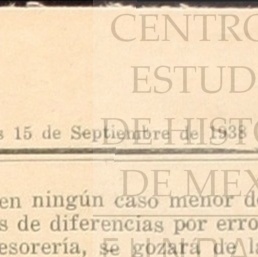 CENTRO
ESTUD
s 15 de Septiembre de 1938
DE HIST
DE MEX
en ningún caso menor de
s de diferencias por erro
esorería, se gozará de la